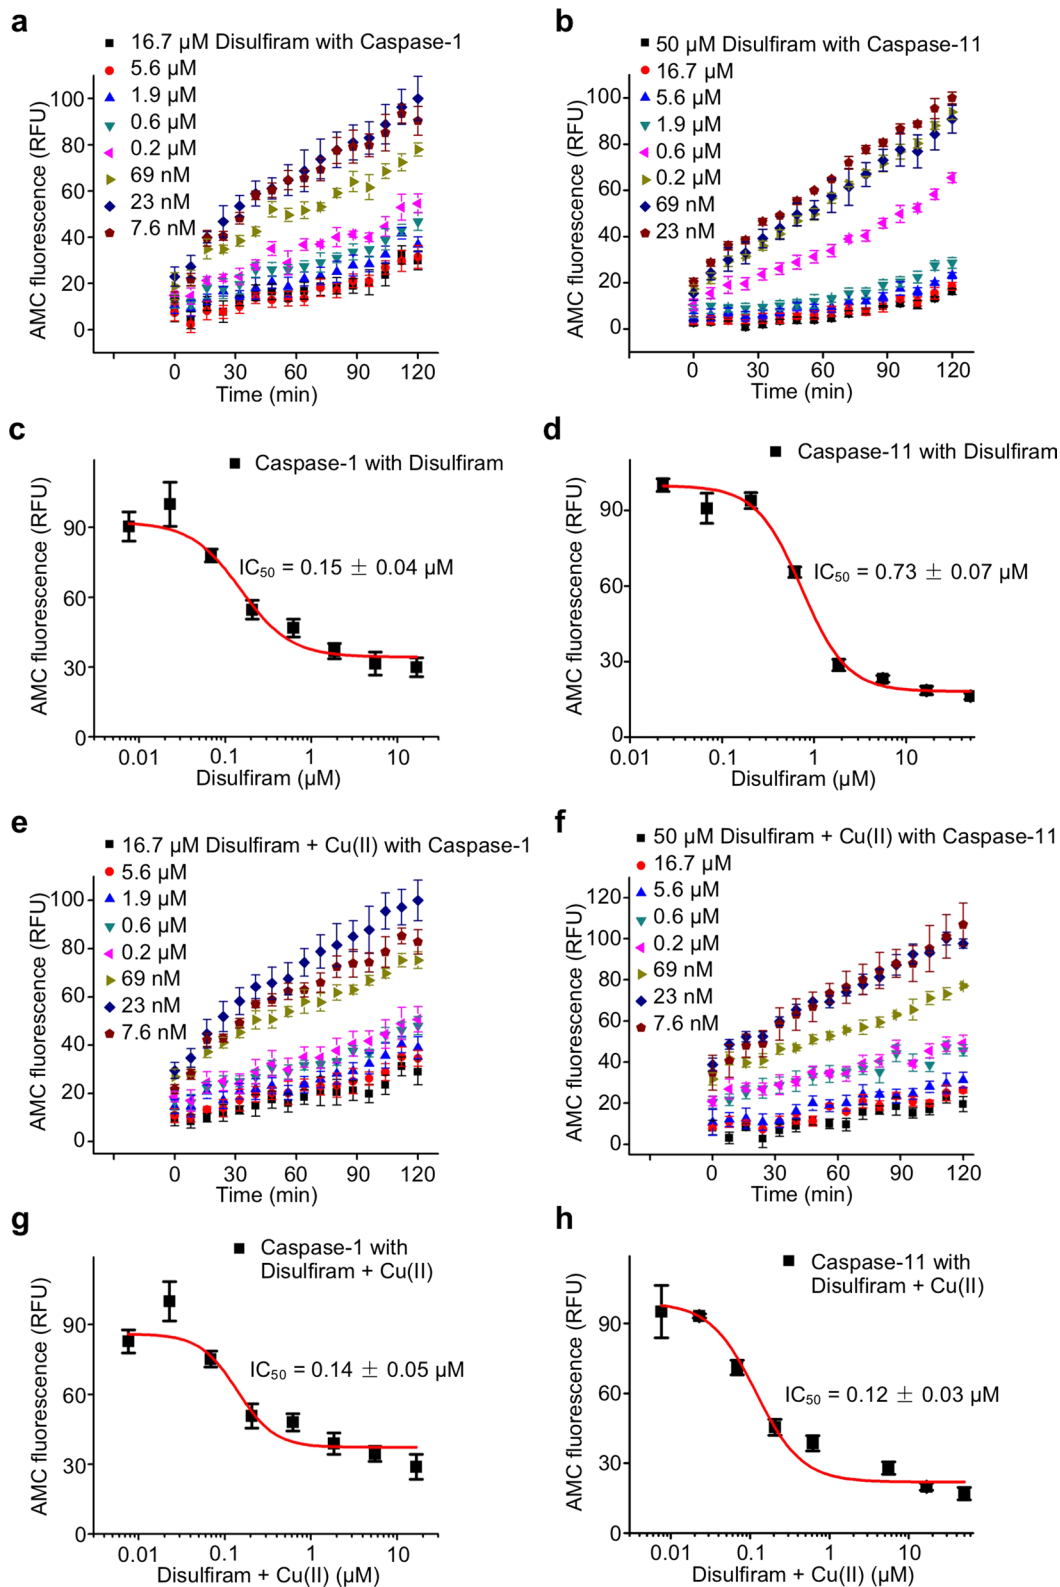 a
16.7 µM Disulfiram with Caspase-1
5.6 µM
1.9 µM
0.6 µM
0.2 µM
69 nM
23 nM
7.6 nM
AMC fluorescence (RFU)
100
80
60
40
20
0
0 30 60 90 120
Time (min)
b
50 µM Disulfiram with Caspase-11
16.7 µM
5.6 µM
1.9 µM
0.6 µM
0.2 µM
69 nM
23 nM
AMC fluorescence (RFU)
100
80
60
40
20
0
0 30 60 90 120
Time (min)
c
Caspase-1 with Disulfiram
AMC fluorescence (RFU)
90
60
30
0
IC50 = 0.15 ± 0.04 µM
0.01 0.1 1 10
Disulfiram (µM)
d
Caspase-11 with Disulfiram
AMC fluorescence (RFU)
90
60
30
0
IC50 = 0.73 ± 0.07 µM
0.01 0.1 1 10
Disulfiram (µM)
e
16.7 µM Disulfiram + Cu(II) with Caspase-1
5.6 µM
1.9 µM
0.6 µM
0.2 µM
69 nM
23 nM
7.6 nM
AMC fluorescence (RFU)
100
80
60
40
20
0
0 30 60 90 120
Time (min)
f
50 µM Disulfiram + Cu(II) with Caspase-11
16.7 µM
5.6 µM
0.6 µM
0.2 µM
69 nM
23 nM
7.6 nM
AMC fluorescence (RFU)
120
100
80
60
40
20
0
0 30 60 90 120
Time (min)
g
Caspase-1 with
Disulfiram + Cu(II)
AMC fluorescence (RFU)
90
60
30
0
IC50 = 0.14 ± 0.05 µM
0.01 0.1 1 10
Disulfiram + Cu(II) (µM)
h
Caspase-11 with
Disulfiram + Cu(II)
AMC fluorescence (RFU)
90
60
30
0
IC50 = 0.12 ± 0.03 µM
0.01 0.1 1 10
Disulfiram + Cu(II) (µM)